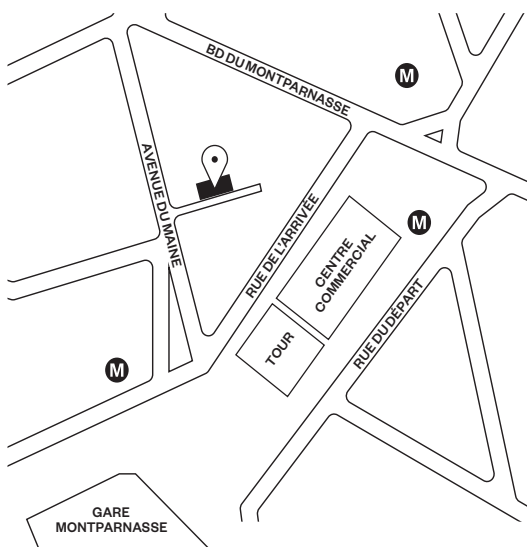 BD DU MONTPARNASSE
M
AVENUE DU MAINE
RUE DE L'ARRIVÉE
M
CENTRE
COMMERCIAL
RUE DU DÉPART
TOUR
M
GARE
MONTPARNASSE